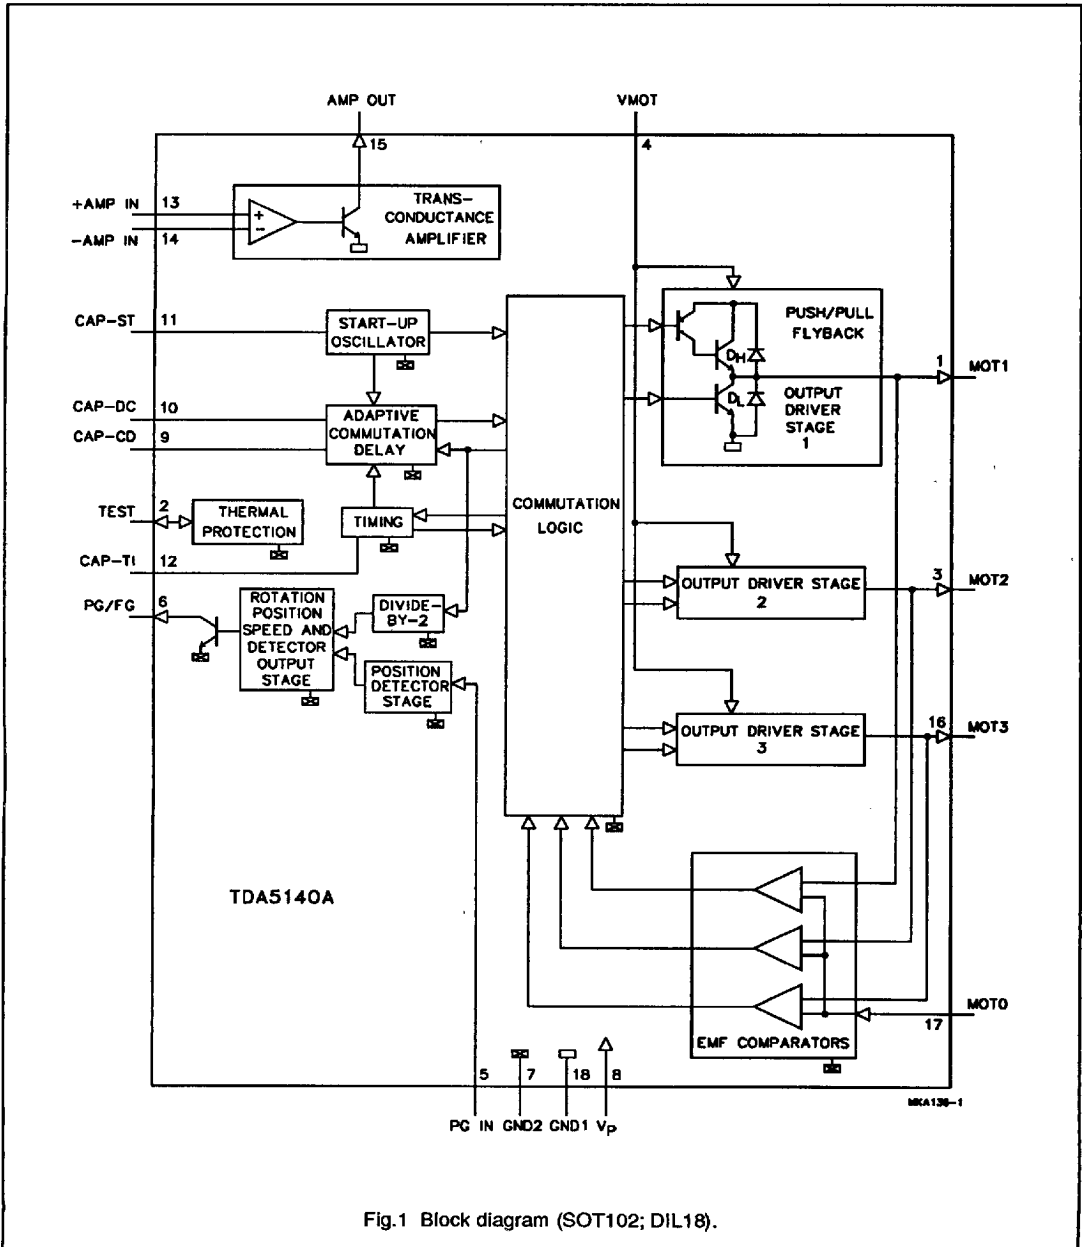 AMP OUT
VMOT
15
4
+AMP IN
13
-AMP IN
14
+
-
TRANS-
CONDUCTANCE
AMPLIFIER
CAP-ST
11
START-UP
OSCILLATOR
PUSH/PULL
FLYBACK
DH
DL
OUTPUT
DRIVER
STAGE
1
1
MOT1
CAP-DC
10
CAP-CD
9
ADAPTIVE
COMMUTATION
DELAY
COMMUTATION
LOGIC
TEST
2
THERMAL
PROTECTION
TIMING
CAP-TI
12
PG/FG
6
ROTATION
POSITION
SPEED AND
DETECTOR
OUTPUT
STAGE
DIVIDE-
BY-2
POSITION
DETECTOR
STAGE
OUTPUT DRIVER STAGE
2
3
MOT2
OUTPUT DRIVER STAGE
3
16
MOT3
TDA5140A
MOT0
17
EMF COMPARATORS
5
7
18
8
PG IN GND2 GND1 VP
MKA136-1
Fig.1 Block diagram (SOT102; DIL18).